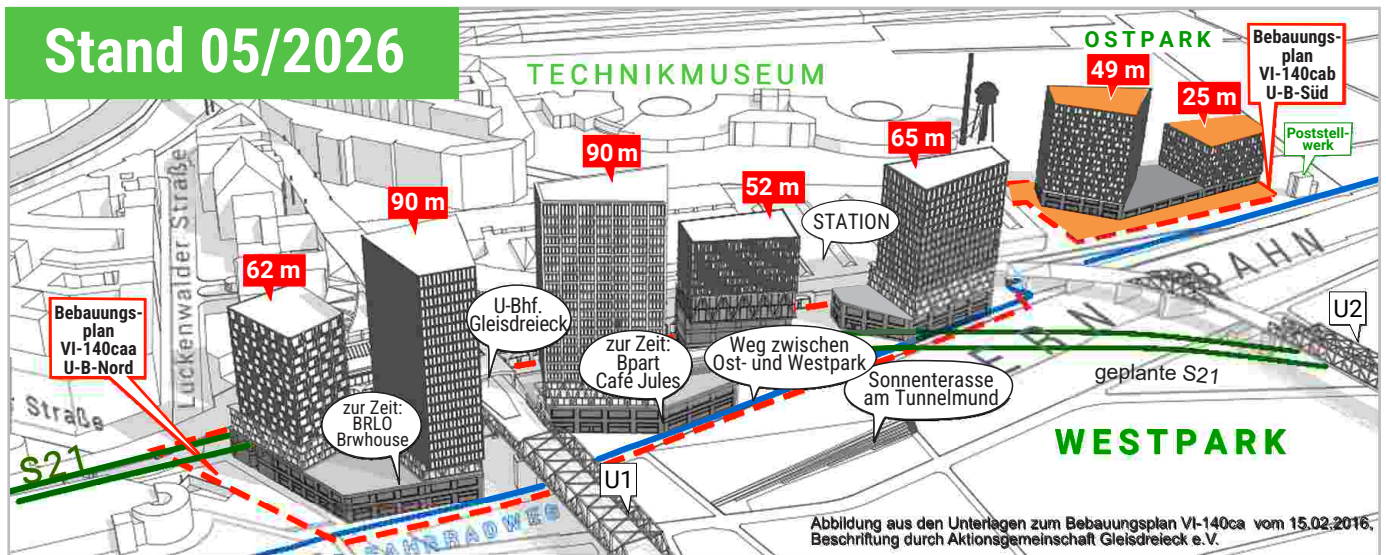 Stand 05/2026
TECHNIKMUSEUM
OSTPARK
49 m
25 m
Bebauungs-
plan
VI-140cab
U-B-Süd
Poststell-
werk
90 m
65 m
90 m
52 m
STATION
62 m
Luckenwalder Straße
Bebauungs-
plan
VI-140caa
U-B-Nord
U-Bhf.
Gleisdreieck
zur Zeit:
Bpart
Café Jules
Weg zwischen
Ost- und Westpark
Sonnenterasse
am Tunnelmund
zur Zeit:
BRLO
Brwhouse
Straße
S21
U1
U2
BAHN
geplante S21
WESTPARK
FAHRRADWEG
Abbildung aus den Unterlagen zum Bebauungsplan VI-140ca vom 15.02.2016,
Beschriftung durch Aktionsgemeinschaft Gleisdreieck e.V.